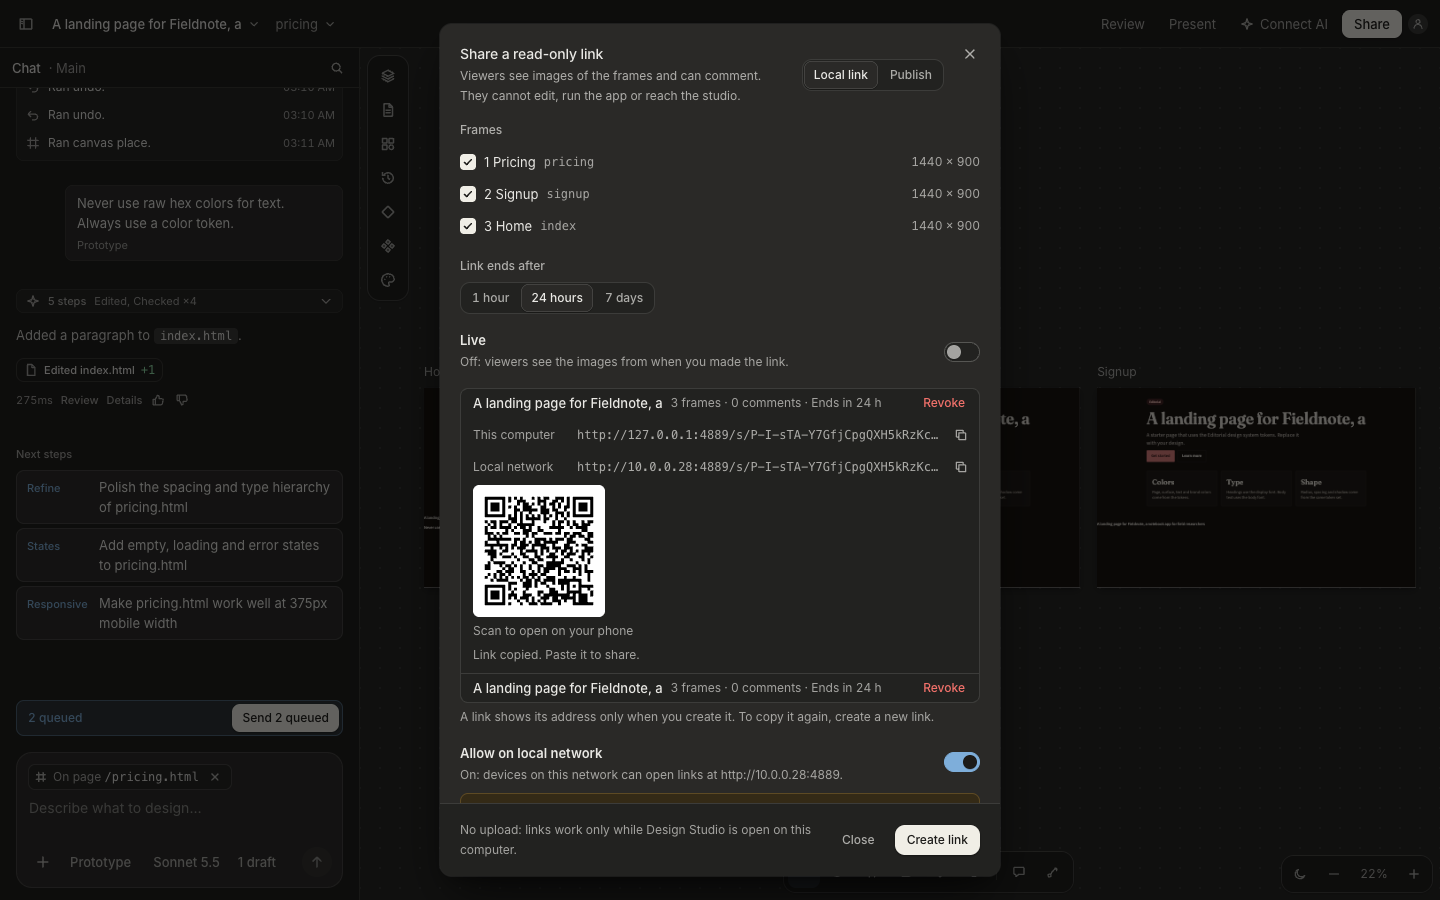 A landing page for Fieldnote, a
pricing
Review
Present
Connect AI
Share
Chat · Main
Ran undo. 03:10 AM
Ran undo. 03:10 AM
Ran canvas place. 03:11 AM
Never use raw hex colors for text.
Always use a color token.
Prototype
5 steps Edited, Checked ×4
Added a paragraph to index.html.
Edited index.html +1
275ms Review Details
Next steps
Refine Polish the spacing and type hierarchy
of pricing.html
States Add empty, loading and error states
to pricing.html
Responsive Make pricing.html work well at 375px
mobile width
2 queued Send 2 queued
On page /pricing.html
Describe what to design...
Prototype Sonnet 5.5 1 draft
Share a read-only link
Viewers see images of the frames and can comment.
They cannot edit, run the app or reach the studio.
Local link Publish
Frames
1 Pricing pricing 1440 × 900
2 Signup signup 1440 × 900
3 Home index 1440 × 900
Link ends after
1 hour 24 hours 7 days
Live
Off: viewers see the images from when you made the link.
A landing page for Fieldnote, a 3 frames · 0 comments · Ends in 24 h Revoke
This computer http://127.0.0.1:4889/s/P-I-sTA-Y7GfjCpgQXH5kRzKc…
Local network http://10.0.0.28:4889/s/P-I-sTA-Y7GfjCpgQXH5kRzKc…
Scan to open on your phone
Link copied. Paste it to share.
A landing page for Fieldnote, a 3 frames · 0 comments · Ends in 24 h Revoke
A link shows its address only when you create it. To copy it again, create a new link.
Allow on local network
On: devices on this network can open links at http://10.0.0.28:4889.
No upload: links work only while Design Studio is open on this
computer.
Close Create link
Ho
Signup
A landing page for Fieldnote, a
Colors Type Shape
22%